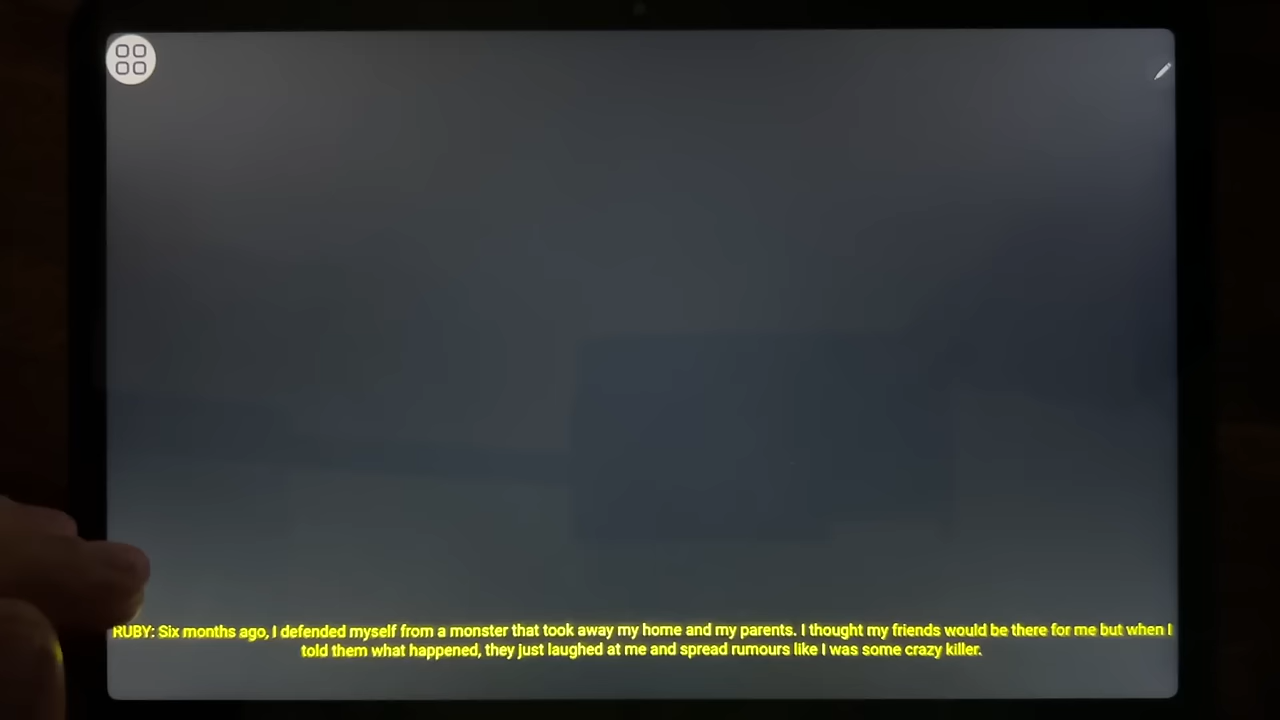 RUBY: Six months ago, I defended myself from a monster that took away my home and my parents. I thought my friends would be there for me but when I
told them what happened, they just laughed at me and spread rumours like I was some crazy killer.